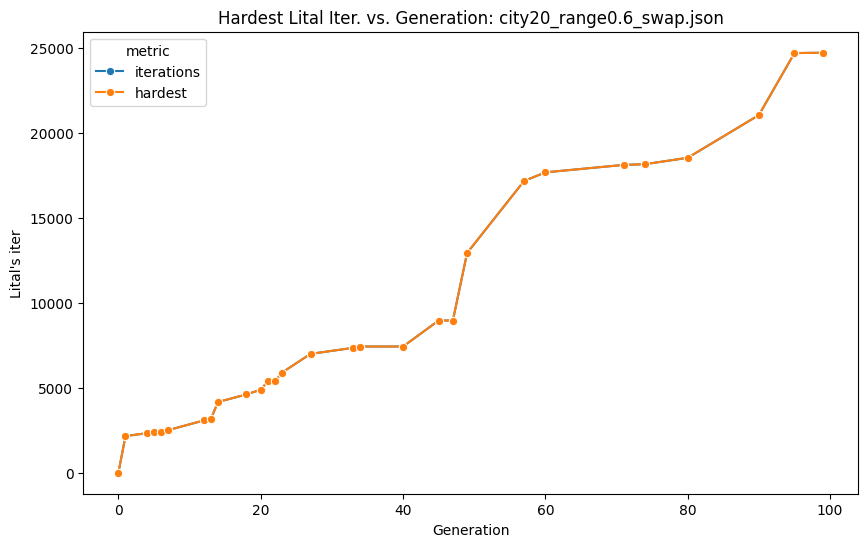 Hardest Lital Iter. vs. Generation: city20_range0.6_swap.json
metric
iterations
hardest
25000
20000
15000
10000
5000
0
Lital's iter
0 20 40 60 80 100
Generation